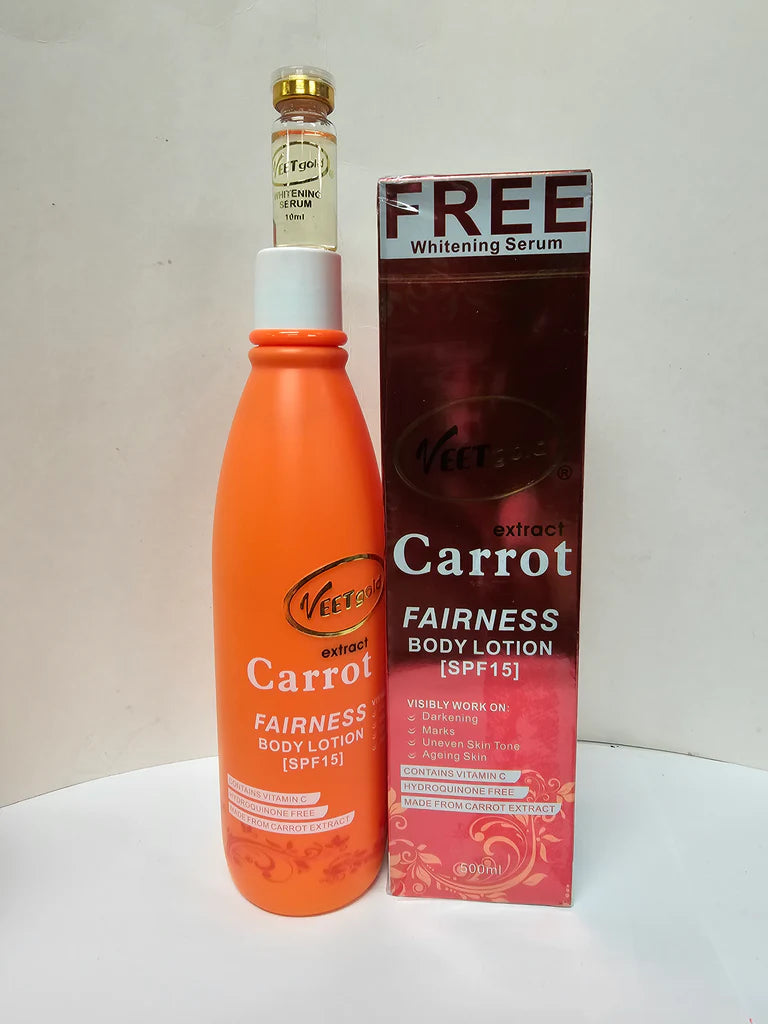 VEETgold
®
WHITENING
SERUM
10ml
VEETgold
extract
Carrot
FAIRNESS
BODY LOTION
[SPF15]
CONTAINS VITAMIN C
HYDROQUINONE FREE
MADE FROM CARROT EXTRACT
FREE
Whitening Serum
VEETgold
®
extract
Carrot
FAIRNESS
BODY LOTION
[SPF15]
VISIBLY WORK ON:
Darkening
Marks
Uneven Skin Tone
Ageing Skin
CONTAINS VITAMIN C
HYDROQUINONE FREE
MADE FROM CARROT EXTRACT
500ml